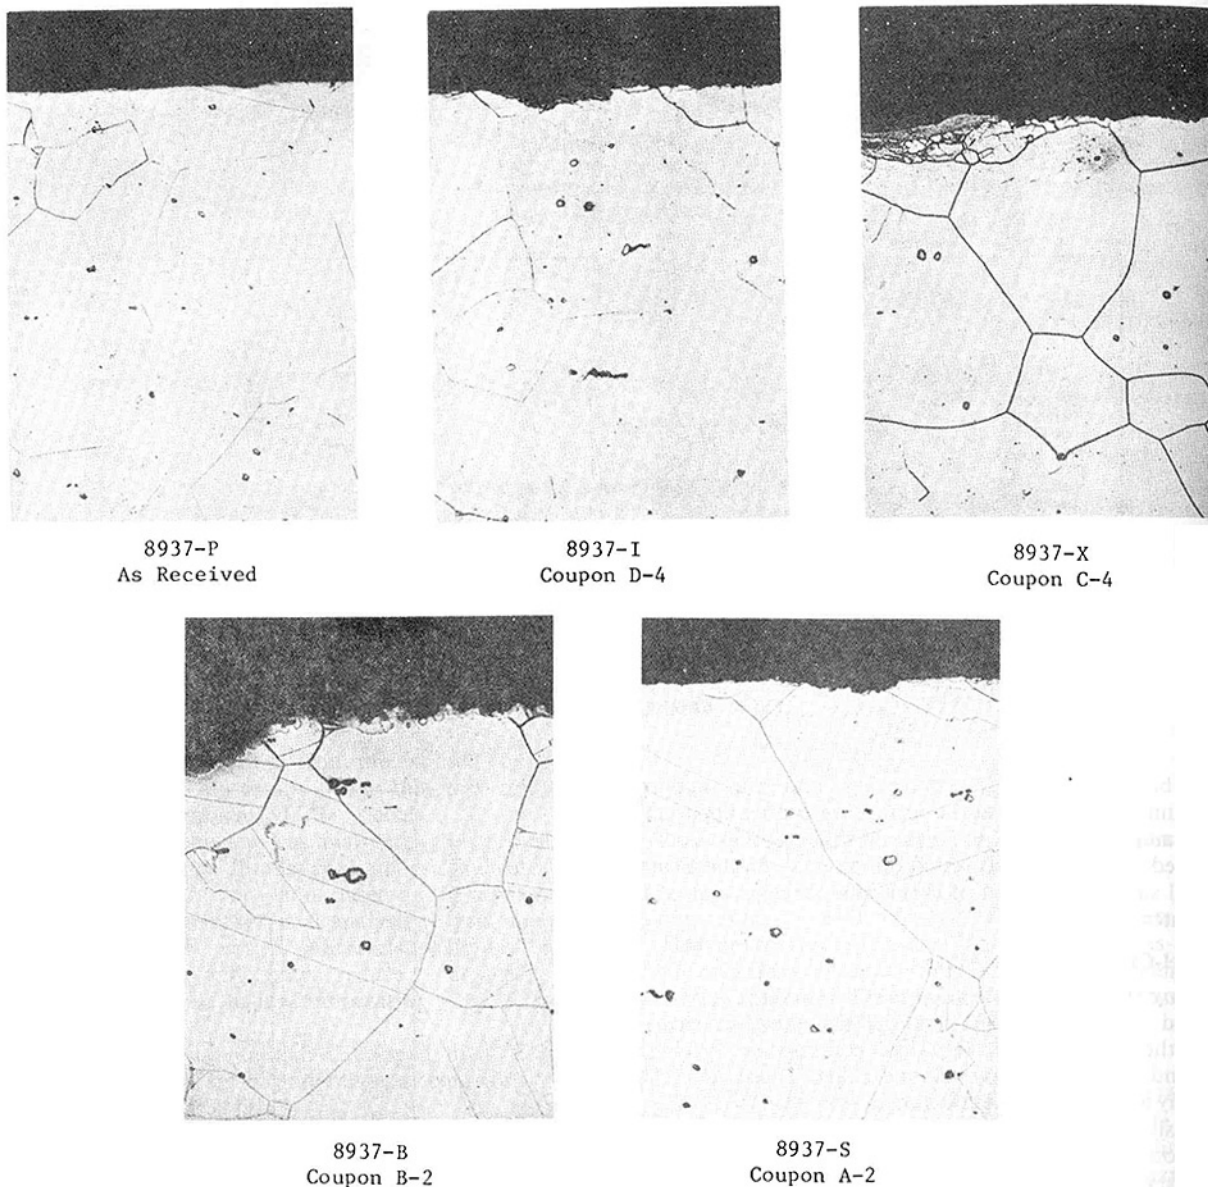 8937-P
As Received
8937-I
Coupon D-4
8937-X
Coupon C-4
8937-B
Coupon B-2
8937-S
Coupon A-2